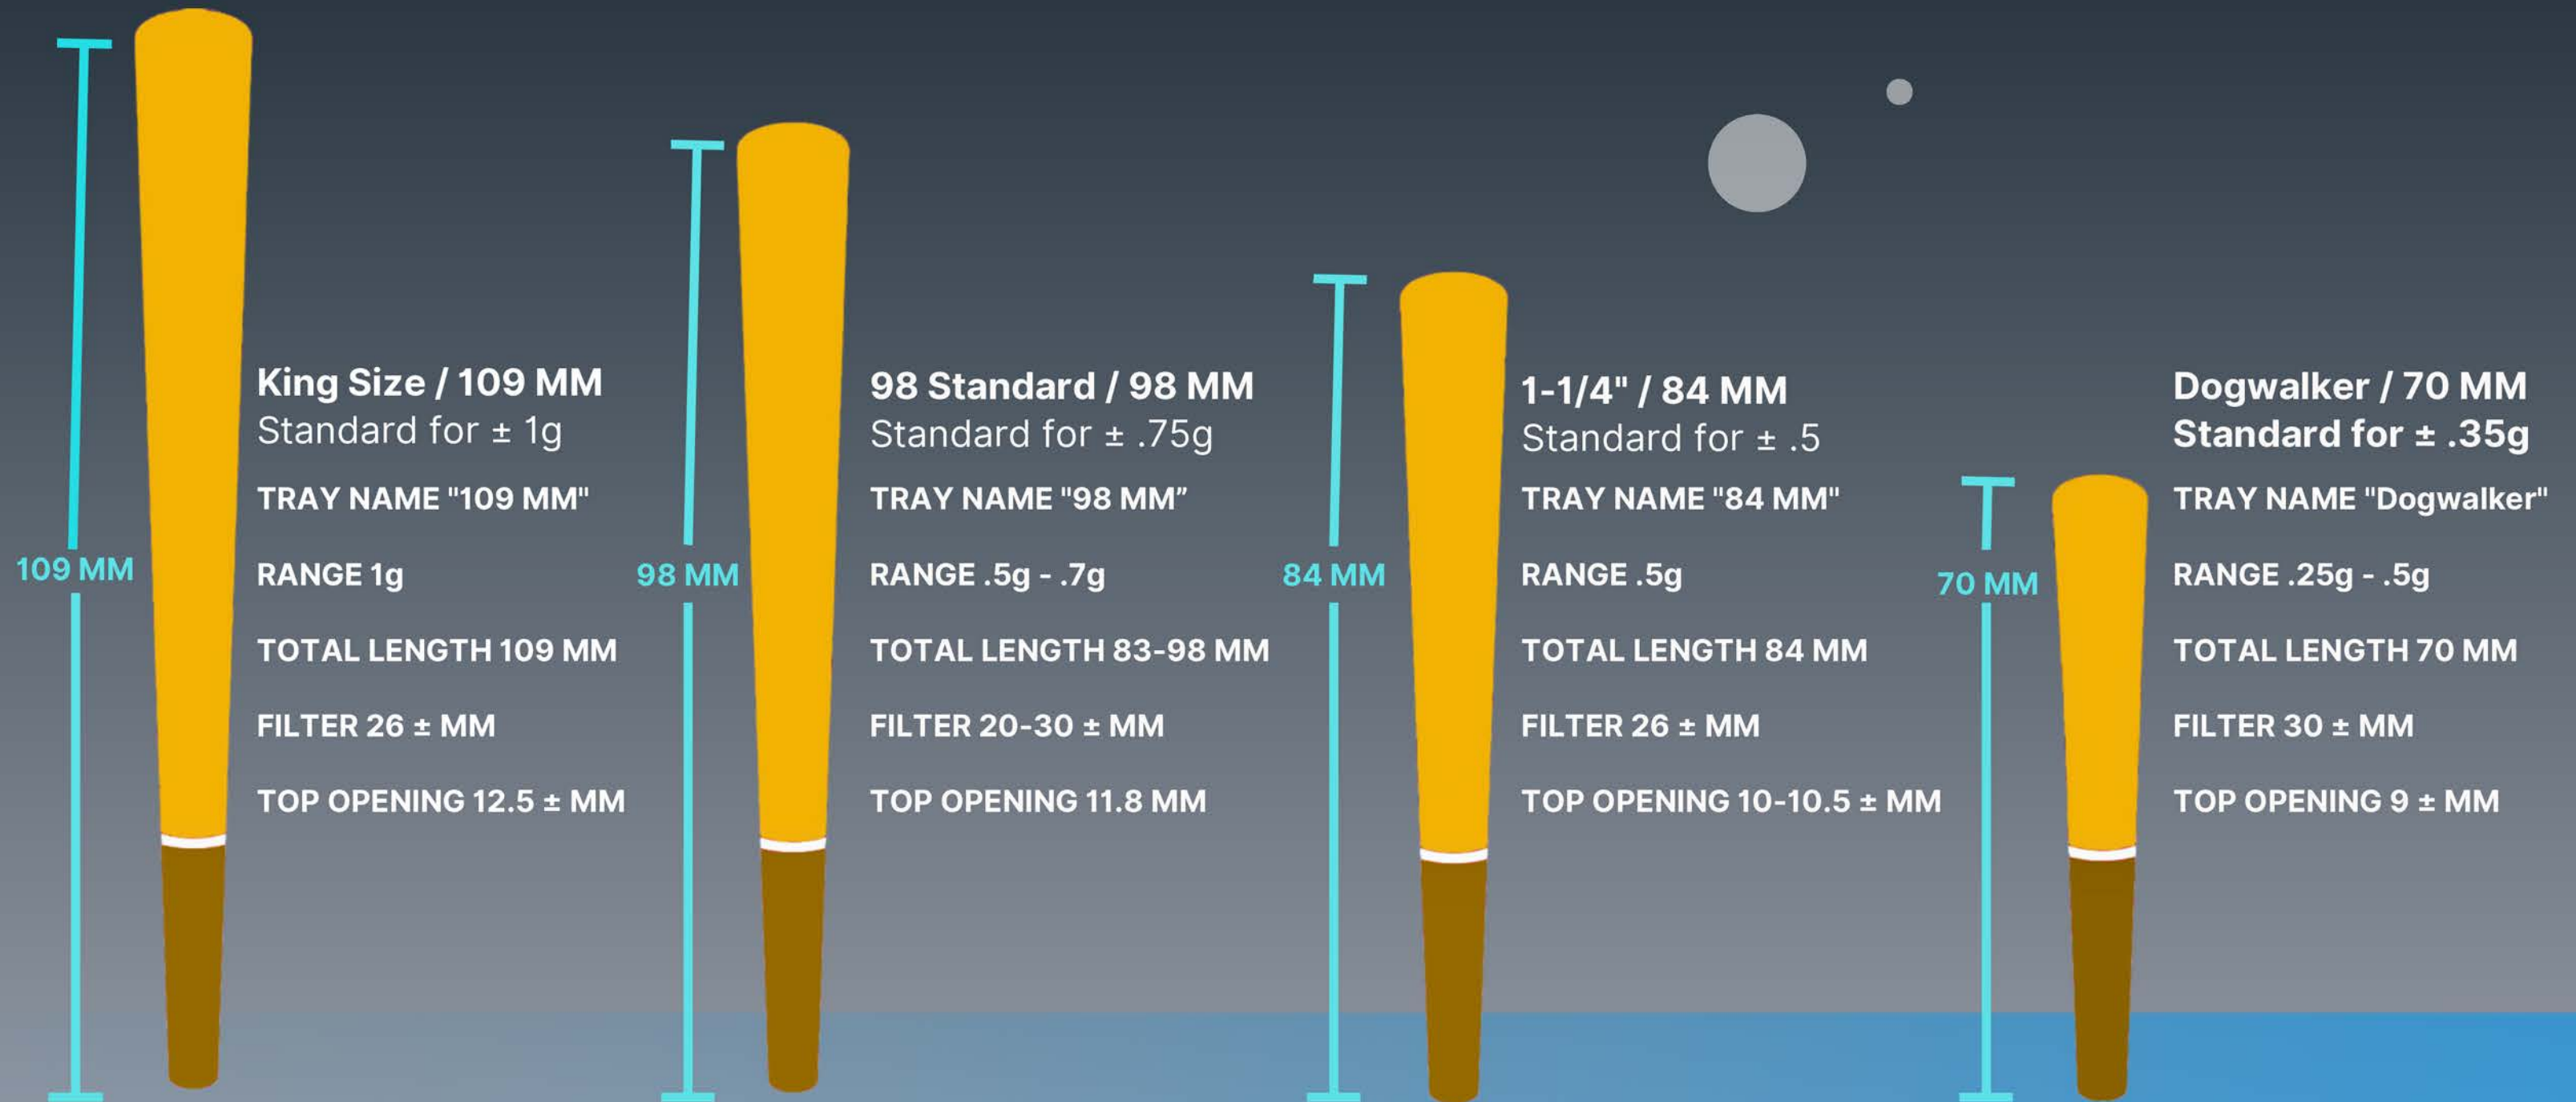 109 MM
King Size / 109 MM
Standard for ± 1g
TRAY NAME "109 MM"
RANGE 1g
TOTAL LENGTH 109 MM
FILTER 26 ± MM
TOP OPENING 12.5 ± MM
98 MM
98 Standard / 98 MM
Standard for ± .75g
TRAY NAME "98 MM”
RANGE .5g - .7g
TOTAL LENGTH 83-98 MM
FILTER 20-30 ± MM
TOP OPENING 11.8 MM
84 MM
1-1/4" / 84 MM
Standard for ± .5
TRAY NAME "84 MM"
RANGE .5g
TOTAL LENGTH 84 MM
FILTER 26 ± MM
TOP OPENING 10-10.5 ± MM
70 MM
Dogwalker / 70 MM
Standard for ± .35g
TRAY NAME "Dogwalker"
RANGE .25g - .5g
TOTAL LENGTH 70 MM
FILTER 30 ± MM
TOP OPENING 9 ± MM